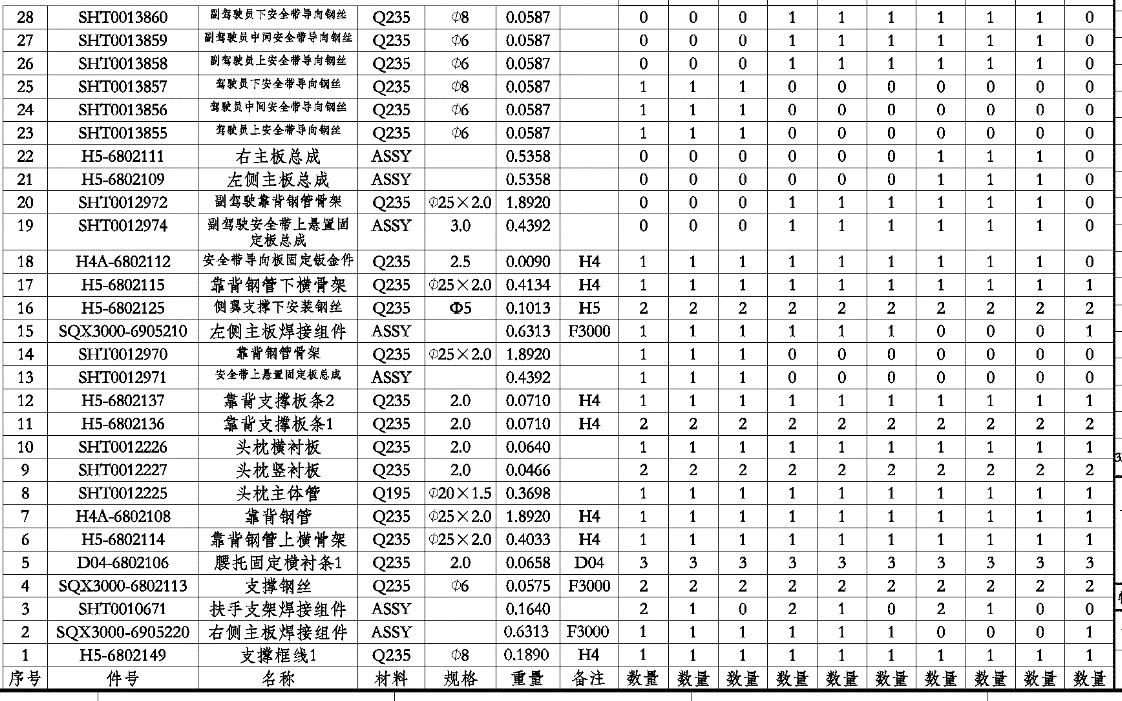 28 SHT0013860 副驾驶员下安全带导向钢丝 Q235 Φ8 0.0587 0 0 0 1 1 1 1 1 1 0
27 SHT0013859 副驾驶员中间安全带导向钢丝 Q235 Φ6 0.0587 0 0 0 1 1 1 1 1 1 0
26 SHT0013858 副驾驶员上安全带导向钢丝 Q235 Φ6 0.0587 0 0 0 1 1 1 1 1 1 0
25 SHT0013857 驾驶员下安全带导向钢丝 Q235 Φ8 0.0587 1 1 1 0 0 0 0 0 0 0
24 SHT0013856 驾驶员中间安全带导向钢丝 Q235 Φ6 0.0587 1 1 1 0 0 0 0 0 0 0
23 SHT0013855 驾驶员上安全带导向钢丝 Q235 Φ6 0.0587 1 1 1 0 0 0 0 0 0 0
22 H5-6802111 右主板总成 ASSY 0.5358 0 0 0 0 0 0 1 1 1 0
21 H5-6802109 左侧主板总成 ASSY 0.5358 0 0 0 0 0 0 1 1 1 0
20 SHT0012972 副驾驶靠背钢管骨架 Q235 Φ25×2.0 1.8920 0 0 0 1 1 1 1 1 1 0
19 SHT0012974 副驾驶安全带上悬置固 Q235 3.0 0.4392 0 0 0 1 1 1 1 1 1 0
定板总成
18 H4A-6802112 安全带导向板固定钣金件 Q235 2.5 0.0090 H4 1 1 1 1 1 1 1 1 1 0
17 H5-6802115 靠背钢管下横骨架 Q235 Φ25×2.0 0.4134 H4 1 1 1 1 1 1 1 1 1 1
16 H5-6802125 侧翼支撑下安装钢丝 Q235 Φ5 0.1013 H5 2 2 2 2 2 2 2 2 2 2
15 SQX3000-6905210 左侧主板焊接组件 ASSY 0.6313 F3000 1 1 1 1 1 1 0 0 0 1
14 SHT0012970 靠背钢管骨架 Q235 Φ25×2.0 1.8920 1 1 1 0 0 0 0 0 0 0
13 SHT0012971 安全带上悬置固定板总成 ASSY 0.4392 1 1 1 0 0 0 0 0 0 0
12 H5-6802137 靠背支撑板条2 Q235 2.0 0.0710 H4 1 1 1 1 1 1 1 1 1 1
11 H5-6802136 靠背支撑板条1 Q235 2.0 0.0710 H4 2 2 2 2 2 2 2 2 2 2
10 SHT0012226 头枕横衬板 Q235 2.0 0.0640 1 1 1 1 1 1 1 1 1 1
9 SHT0012227 头枕竖衬板 Q235 2.0 0.0466 2 2 2 2 2 2 2 2 2 2
8 SHT0012225 头枕主体管 Q195 Φ20×1.5 0.3698 1 1 1 1 1 1 1 1 1 1
7 H4A-6802108 靠背钢管 Q235 Φ25×2.0 1.8920 H4 1 1 1 1 1 1 1 1 1 1
6 H5-6802114 靠背钢管上横骨架 Q235 Φ25×2.0 0.4033 H4 1 1 1 1 1 1 1 1 1 1
5 D04-6802106 腰托固定横衬条1 Q235 2.0 0.0658 D04 3 3 3 3 3 3 3 3 3 3
4 SQX3000-6802113 支撑钢丝 Q235 Φ6 0.0575 F3000 2 2 2 2 2 2 2 2 2 2
3 SHT0010671 扶手支架焊接组件 ASSY 0.1640 2 1 0 2 1 0 2 1 0 0
2 SQX3000-6905220 右侧主板焊接组件 ASSY 0.6313 F3000 1 1 1 1 1 1 0 0 0 1
1 H5-6802149 支撑框线1 Q235 Φ8 0.1890 H4 1 1 1 1 1 1 1 1 1 1
序号 件号 名称 材料 规格 重量 备注 数量 数量 数量 数量 数量 数量 数量 数量 数量 数量